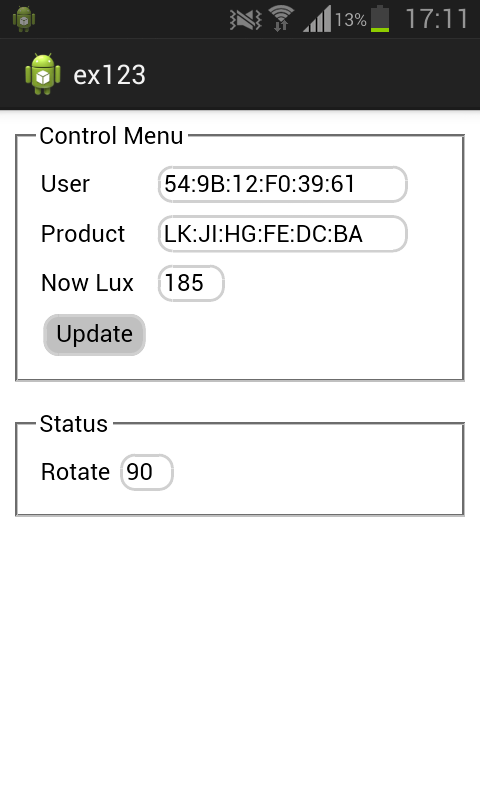 13% 17:11
ex123
Control Menu
User 54:9B:12:F0:39:61
Product LK:JI:HG:FE:DC:BA
Now Lux 185
Update
Status
Rotate 90